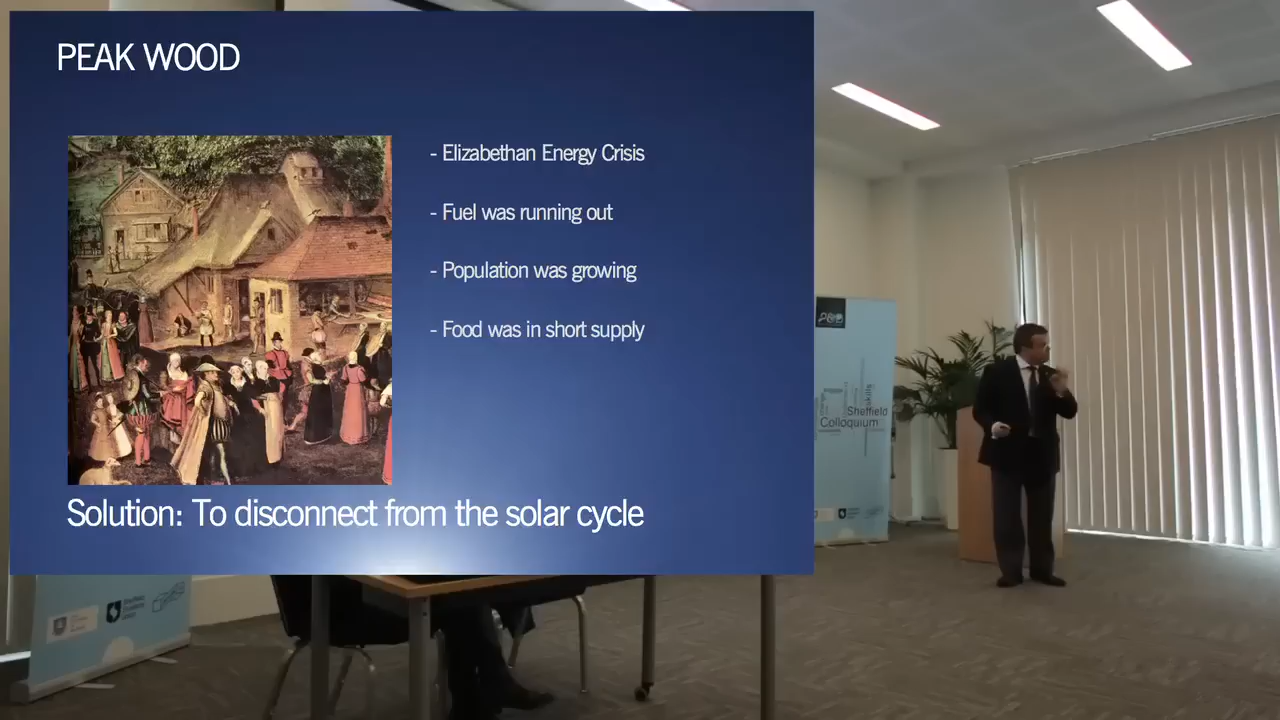 PEAK WOOD
- Elizabethan Energy Crisis
- Fuel was running out
- Population was growing
- Food was in short supply
Solution: To disconnect from the solar cycle
skills
Sheffield
Colloquium